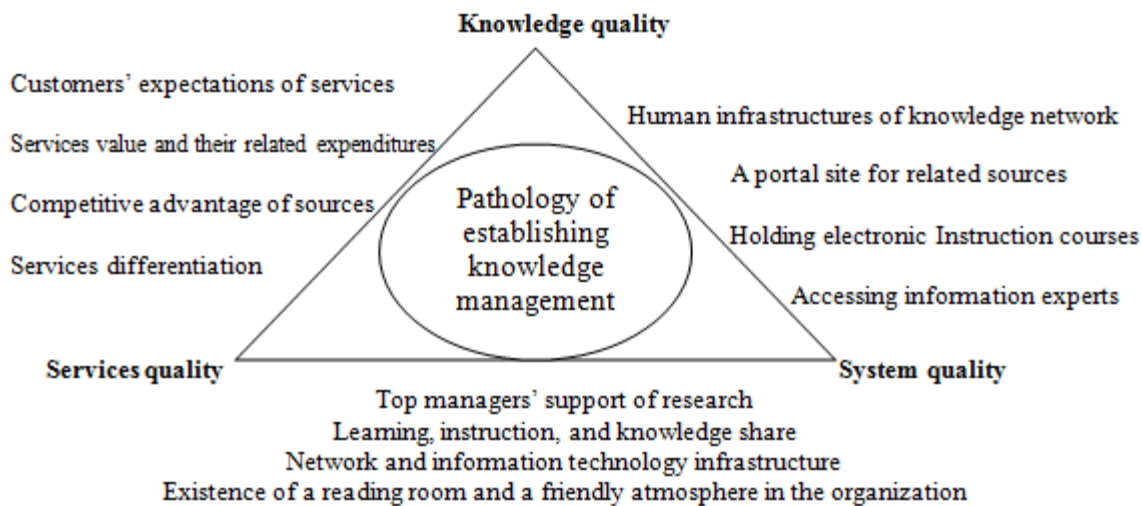 Knowledge quality
Customers' expectations of services
Services value and their related expenditures
Competitive advantage of sources
Services differentiation
Human infrastructures of knowledge network
A portal site for related sources
Holding electronic Instruction courses
Accessing information experts
Pathology of
establishing
knowledge
management
Services quality
System quality
Top managers' support of research
Learning, instruction, and knowledge share
Network and information technology infrastructure
Existence of a reading room and a friendly atmosphere in the organization